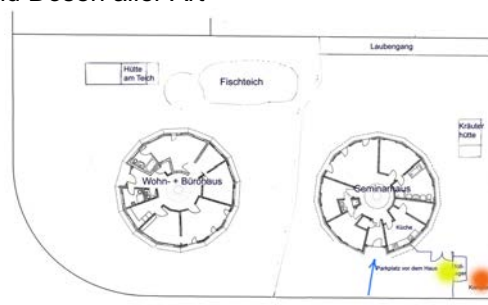 Laubengang
Hütte
am Teich
Fischteich
Kräuter
hütte
Wohn- + Bürohaus
Seminarhaus
Küche
Parkplatz vor dem Haus